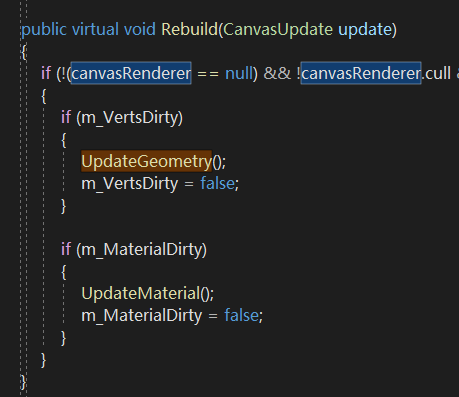 public virtual void Rebuild(CanvasUpdate update)
{
if (!(canvasRenderer == null) && !canvasRenderer.cull
{
if (m_VertsDirty)
{
UpdateGeometry();
m_VertsDirty = false;
}
if (m_MaterialDirty)
{
UpdateMaterial();
m_MaterialDirty = false;
}
}
}